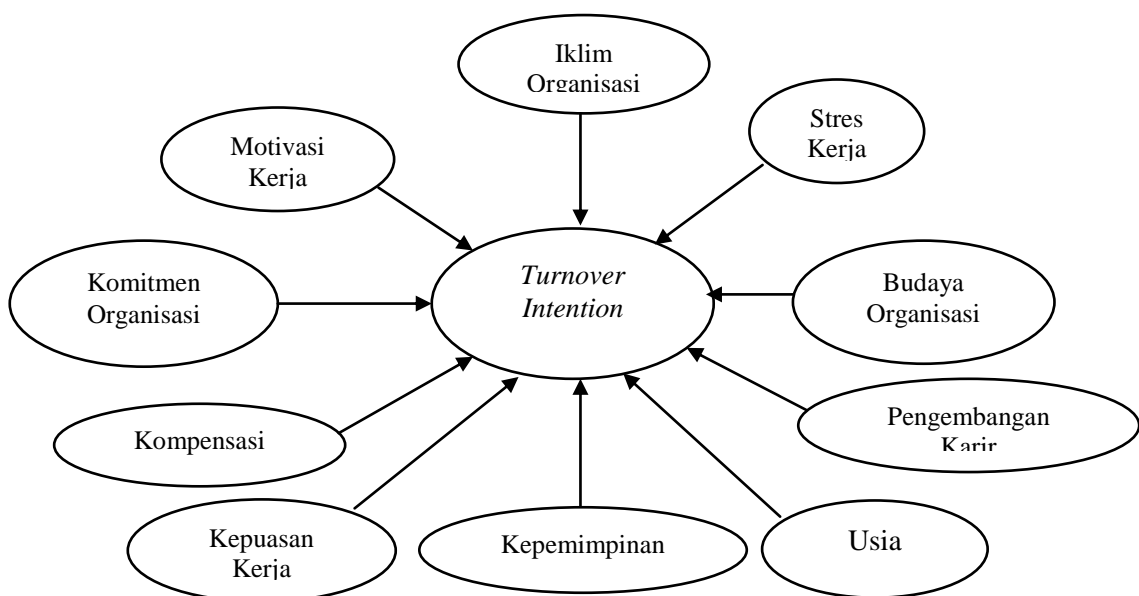 Iklim
Organisasi
Stres
Kerja
Motivasi
Kerja
Turnover
Intention
Komitmen
Organisasi
Budaya
Organisasi
Kompensasi
Pengembangan
Karir
Kepuasan
Kerja
Kepemimpinan
Usia